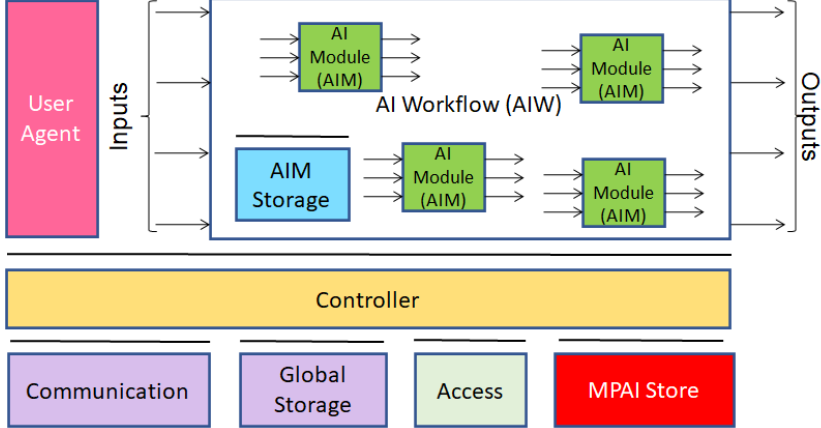 User
Agent
Inputs
AI
Module
(AIM)
AI
Module
(AIM)
AI Workflow (AIW)
AIM
Storage
AI
Module
(AIM)
AI
Module
(AIM)
Outputs
Controller
Communication
Global
Storage
Access
MPAI Store